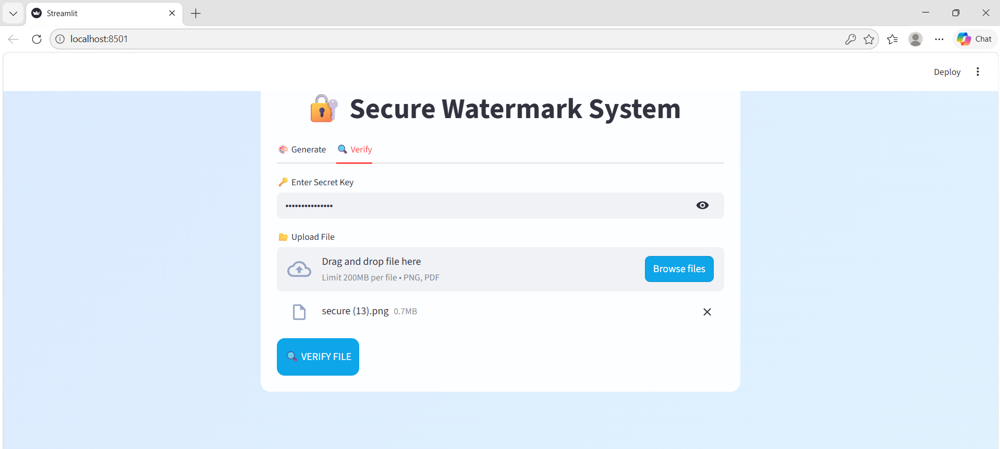 Streamlit
localhost:8501
Chat
Deploy
Secure Watermark System
Generate
Verify
Enter Secret Key
•••••••••••••••
Upload File
Drag and drop file here
Limit 200MB per file • PNG, PDF
Browse files
secure (13).png 0.7MB
VERIFY FILE